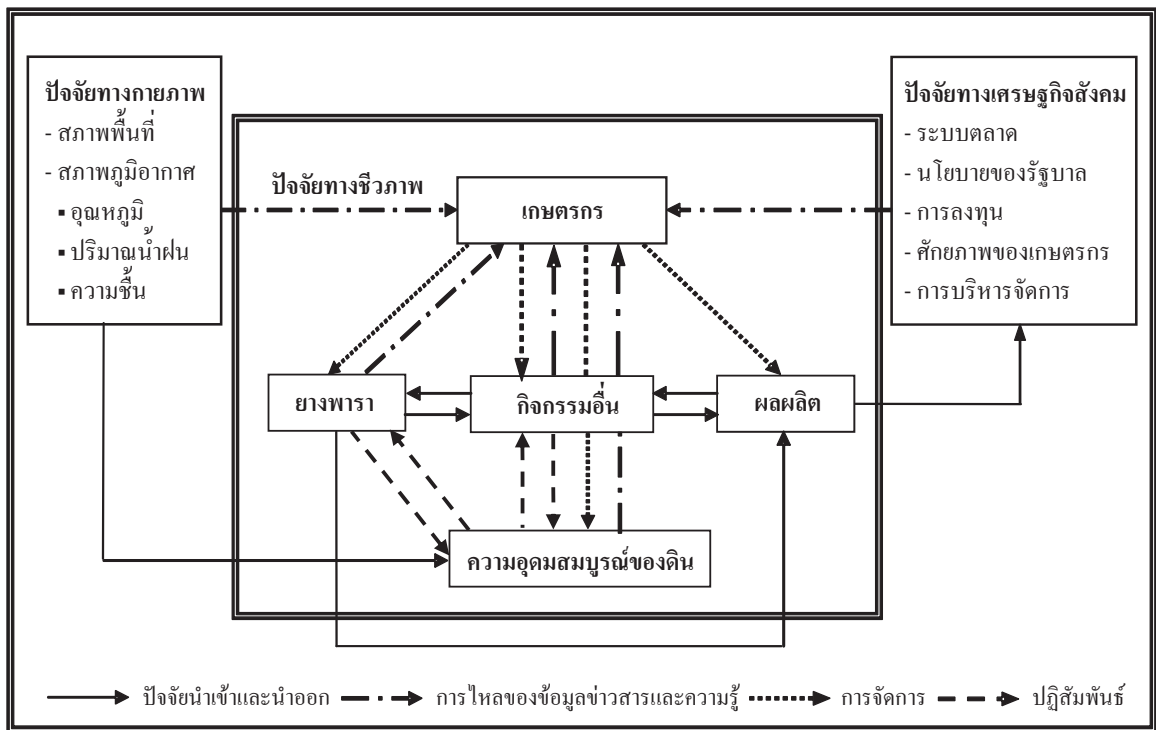 ปัจจัยทางกายภาพ
- สภาพพื้นที่
- สภาพภูมิอากาศ
▪ อุณหภูมิ
▪ ปริมาณน้ำฝน
▪ ความชื้น
ปัจจัยทางเศรษฐกิจสังคม
- ระบบตลาด
- นโยบายของรัฐบาล
- การลงทุน
- ศักยภาพของเกษตรกร
- การบริหารจัดการ
ปัจจัยทางชีวภาพ
เกษตรกร
ยางพารา
กิจกรรมอื่น
ผลผลิต
ความอุดมสมบูรณ์ของดิน
ปัจจัยนำเข้าและนำออก การไหลของข้อมูลข่าวสารและความรู้ การจัดการ ปฏิสัมพันธ์